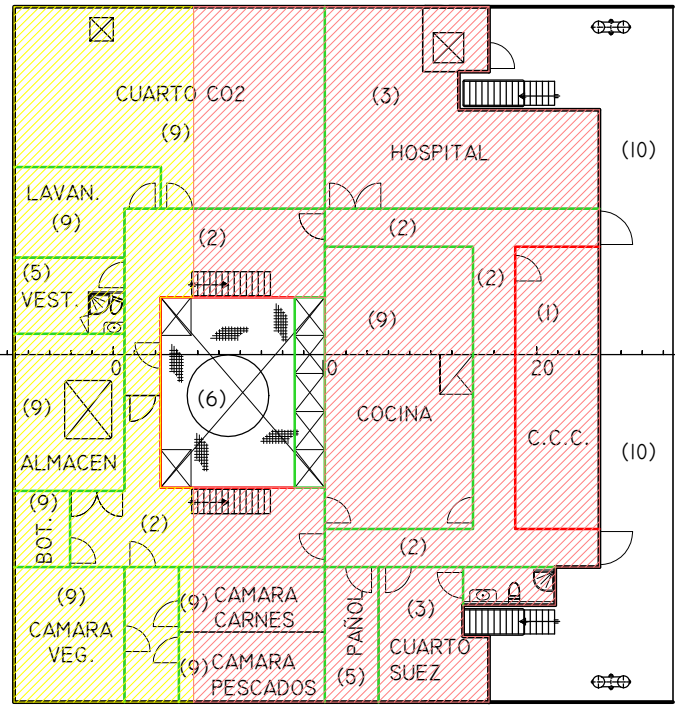 CUARTO CO2
(9)
(3)
HOSPITAL
(10)
LAVAN.
(9)
(2)
(2)
(2)
(5)
VEST.
(9)
(1)
0
0
20
(6)
(9)
ALMACEN
COCINA
C.C.C.
(10)
(9)
BOT.
(2)
(2)
(9)
CAMARA
VEG.
(9)
CAMARA
CARNES
(9)
CAMARA
PESCADOS
PAÑOL
(5)
(3)
CUARTO
SUEZ